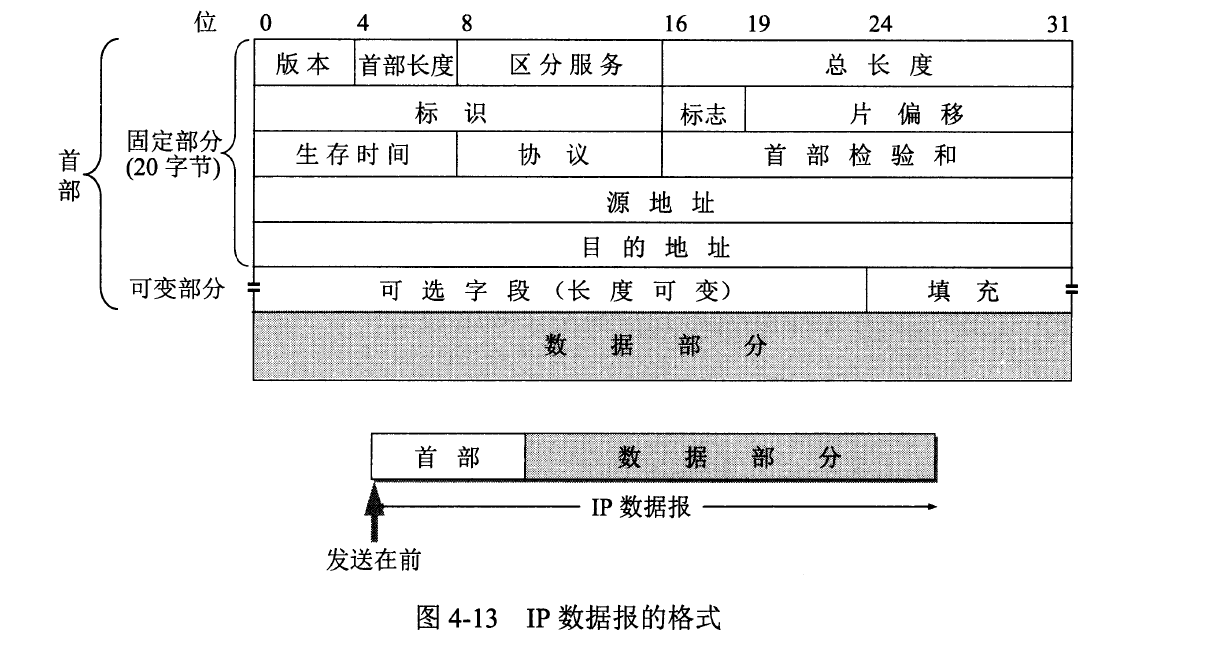 位 0 4 8 16 19 24 31
版本 首部长度 区分服务 总长度
标识 标志 片偏移
固定部分
(20 字节)
首部
生存时间 协议 首部检验和
源地址
目的地址
可变部分 可选字段（长度可变） 填充
数据部分
首部 数据部分
IP 数据报
发送在前
图 4-13 IP 数据报的格式